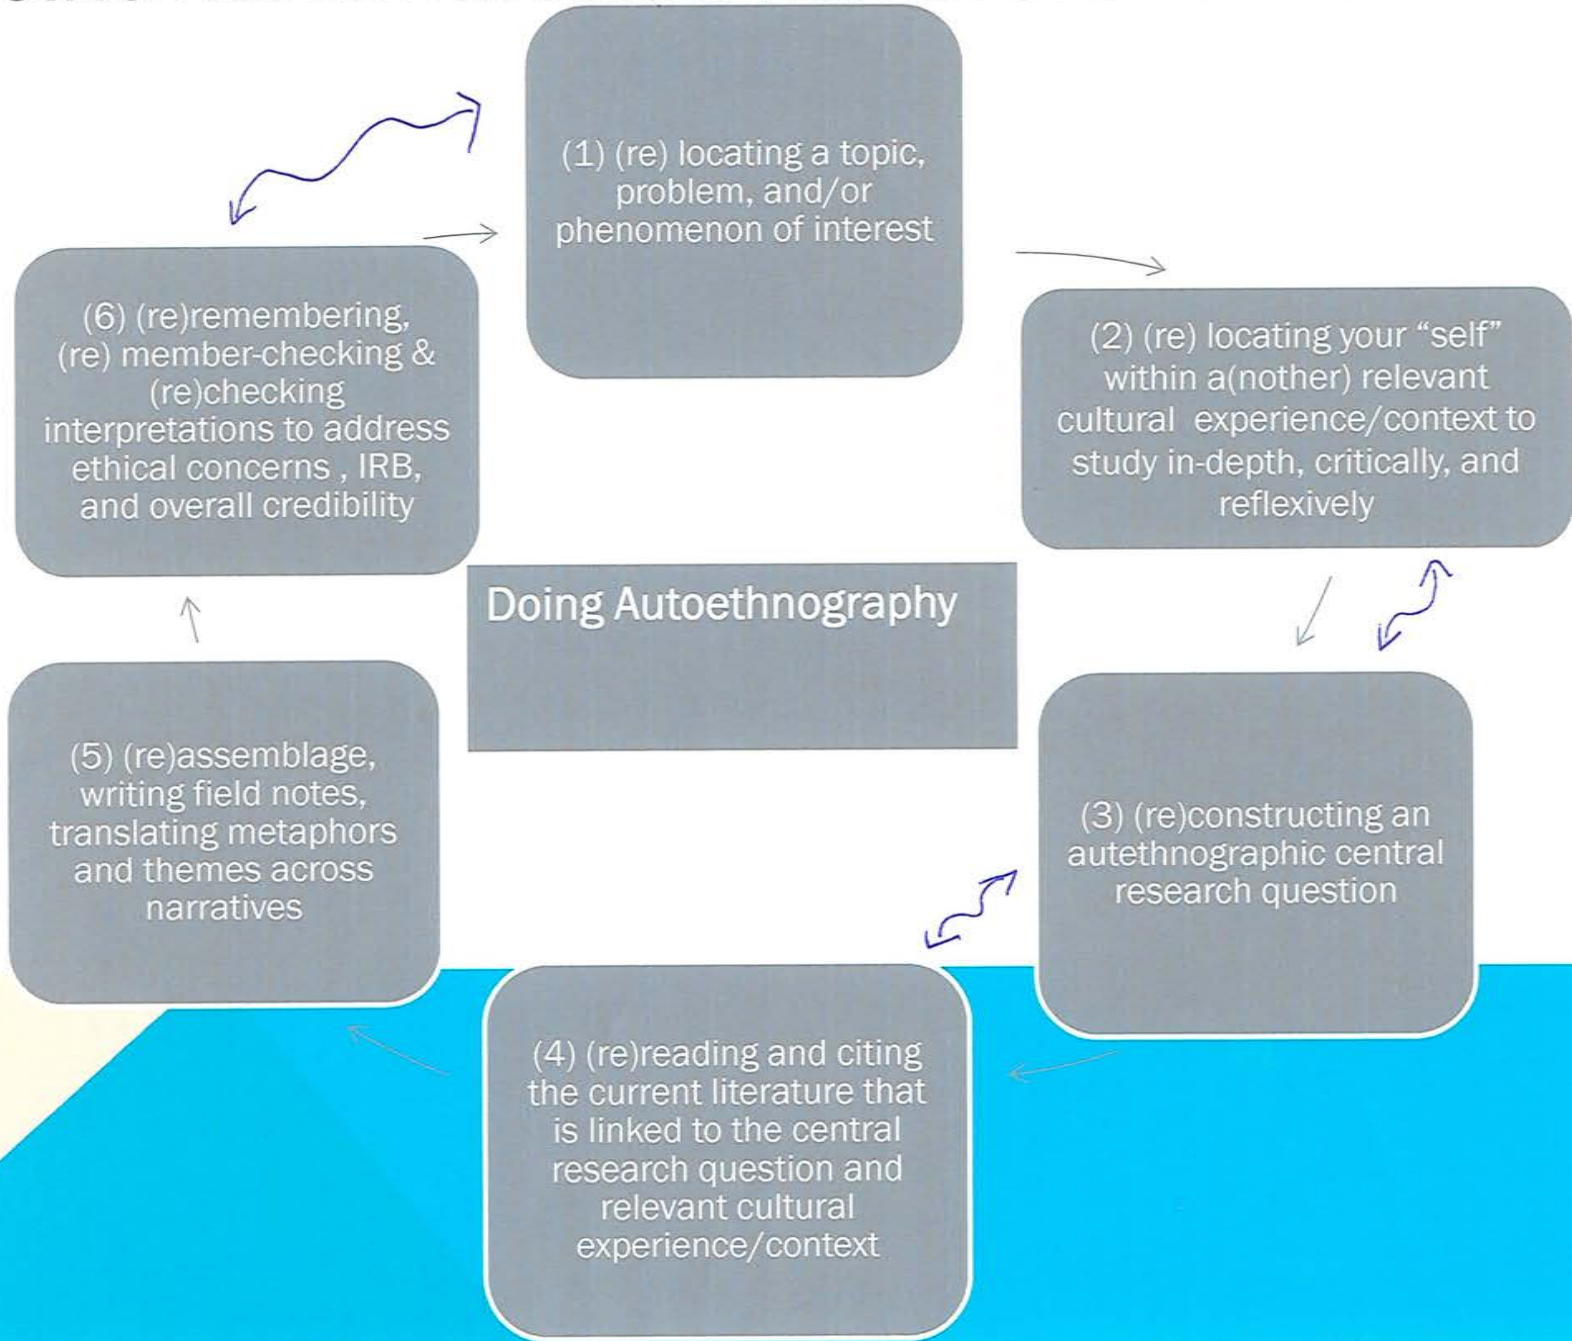 (1) (re) locating a topic,
problem, and/or
phenomenon of interest
(2) (re) locating your “self”
within a(nother) relevant
cultural experience/context to
study in-depth, critically, and
reflexively
(3) (re)constructing an
autethnographic central
research question
(4) (re)reading and citing
the current literature that
is linked to the central
research question and
relevant cultural
experience/context
(5) (re)assemblage,
writing field notes,
translating metaphors
and themes across
narratives
(6) (re)remembering,
(re) member-checking &
(re)checking
interpretations to address
ethical concerns , IRB,
and overall credibility
Doing Autoethnography